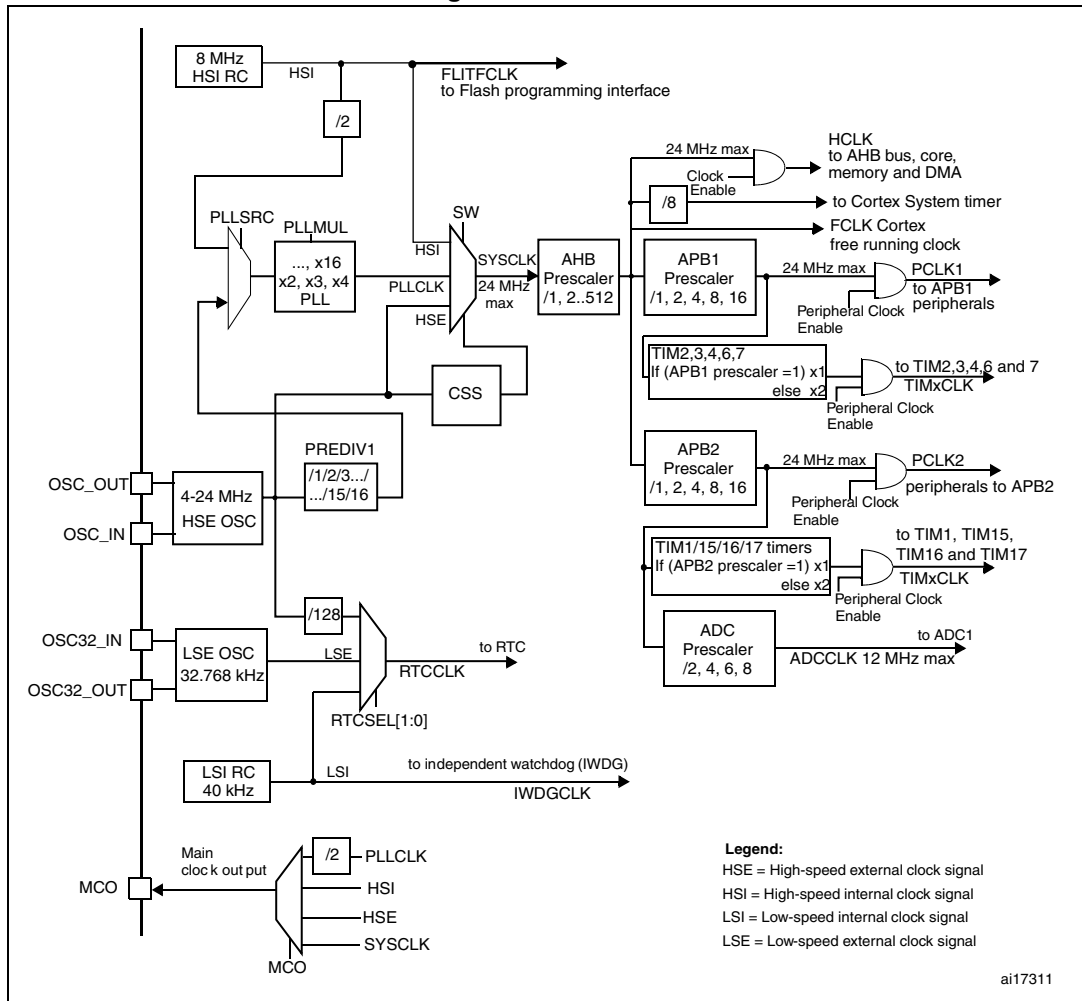 8 MHz
HSI RC
HSI
FLITFCLK
to Flash programming interface
/2
HCLK
to AHB bus, core,
memory and DMA
24 MHz max
Clock
Enable
/8
to Cortex System timer
FCLK Cortex
free running clock
PLLSRC
PLLMUL
..., x16
x2, x3, x4
PLL
SW
HSI
PLLCLK
HSE
SYSCLK
24 MHz
max
AHB
Prescaler
/1, 2..512
APB1
Prescaler
/1, 2, 4, 8, 16
24 MHz max
PCLK1
to APB1
peripherals
Peripheral Clock
Enable
TIM2,3,4,6,7
If (APB1 prescaler =1) x1
else x2
to TIM2,3,4,6 and 7
TIMxCLK
Peripheral Clock
Enable
CSS
PREDIV1
/1/2/3.../
.../15/16
OSC_OUT
OSC_IN
4-24 MHz
HSE OSC
APB2
Prescaler
/1, 2, 4, 8, 16
24 MHz max
PCLK2
peripherals to APB2
Peripheral Clock
Enable
TIM1/15/16/17 timers
If (APB2 prescaler =1) x1
else x2
to TIM1, TIM15,
TIM16 and TIM17
TIMxCLK
Peripheral Clock
Enable
ADC
Prescaler
/2, 4, 6, 8
to ADC1
ADCCLK 12 MHz max
/128
OSC32_IN
OSC32_OUT
LSE OSC
32.768 kHz
LSE
to RTC
RTCCLK
RTCSEL[1:0]
LSI RC
40 kHz
LSI
to independent watchdog (IWDG)
IWDGCLK
Main
clock output
MCO
/2
PLLCLK
HSI
HSE
SYSCLK
MCO
Legend:
HSE = High-speed external clock signal
HSI = High-speed internal clock signal
LSI = Low-speed internal clock signal
LSE = Low-speed external clock signal
ai17311